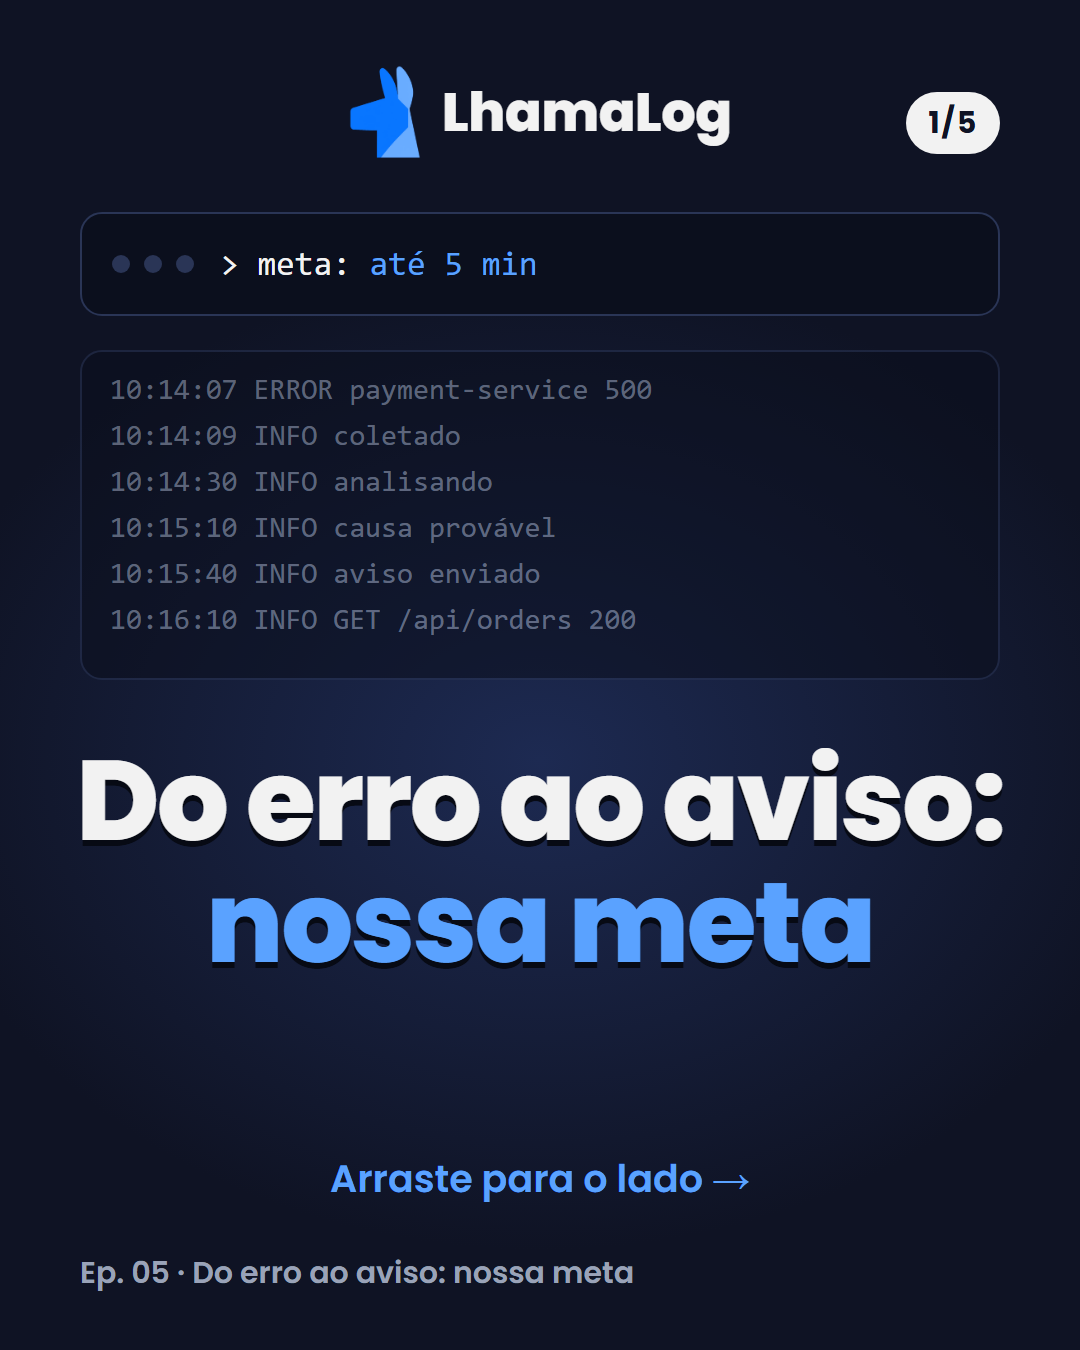 LhamaLog
1/5
> meta: até 5 min
10:14:07 ERROR payment-service 500
10:14:09 INFO coletado
10:14:30 INFO analisando
10:15:10 INFO causa provável
10:15:40 INFO aviso enviado
10:16:10 INFO GET /api/orders 200
Do erro ao aviso:
nossa meta
Arraste para o lado →
Ep. 05 · Do erro ao aviso: nossa meta